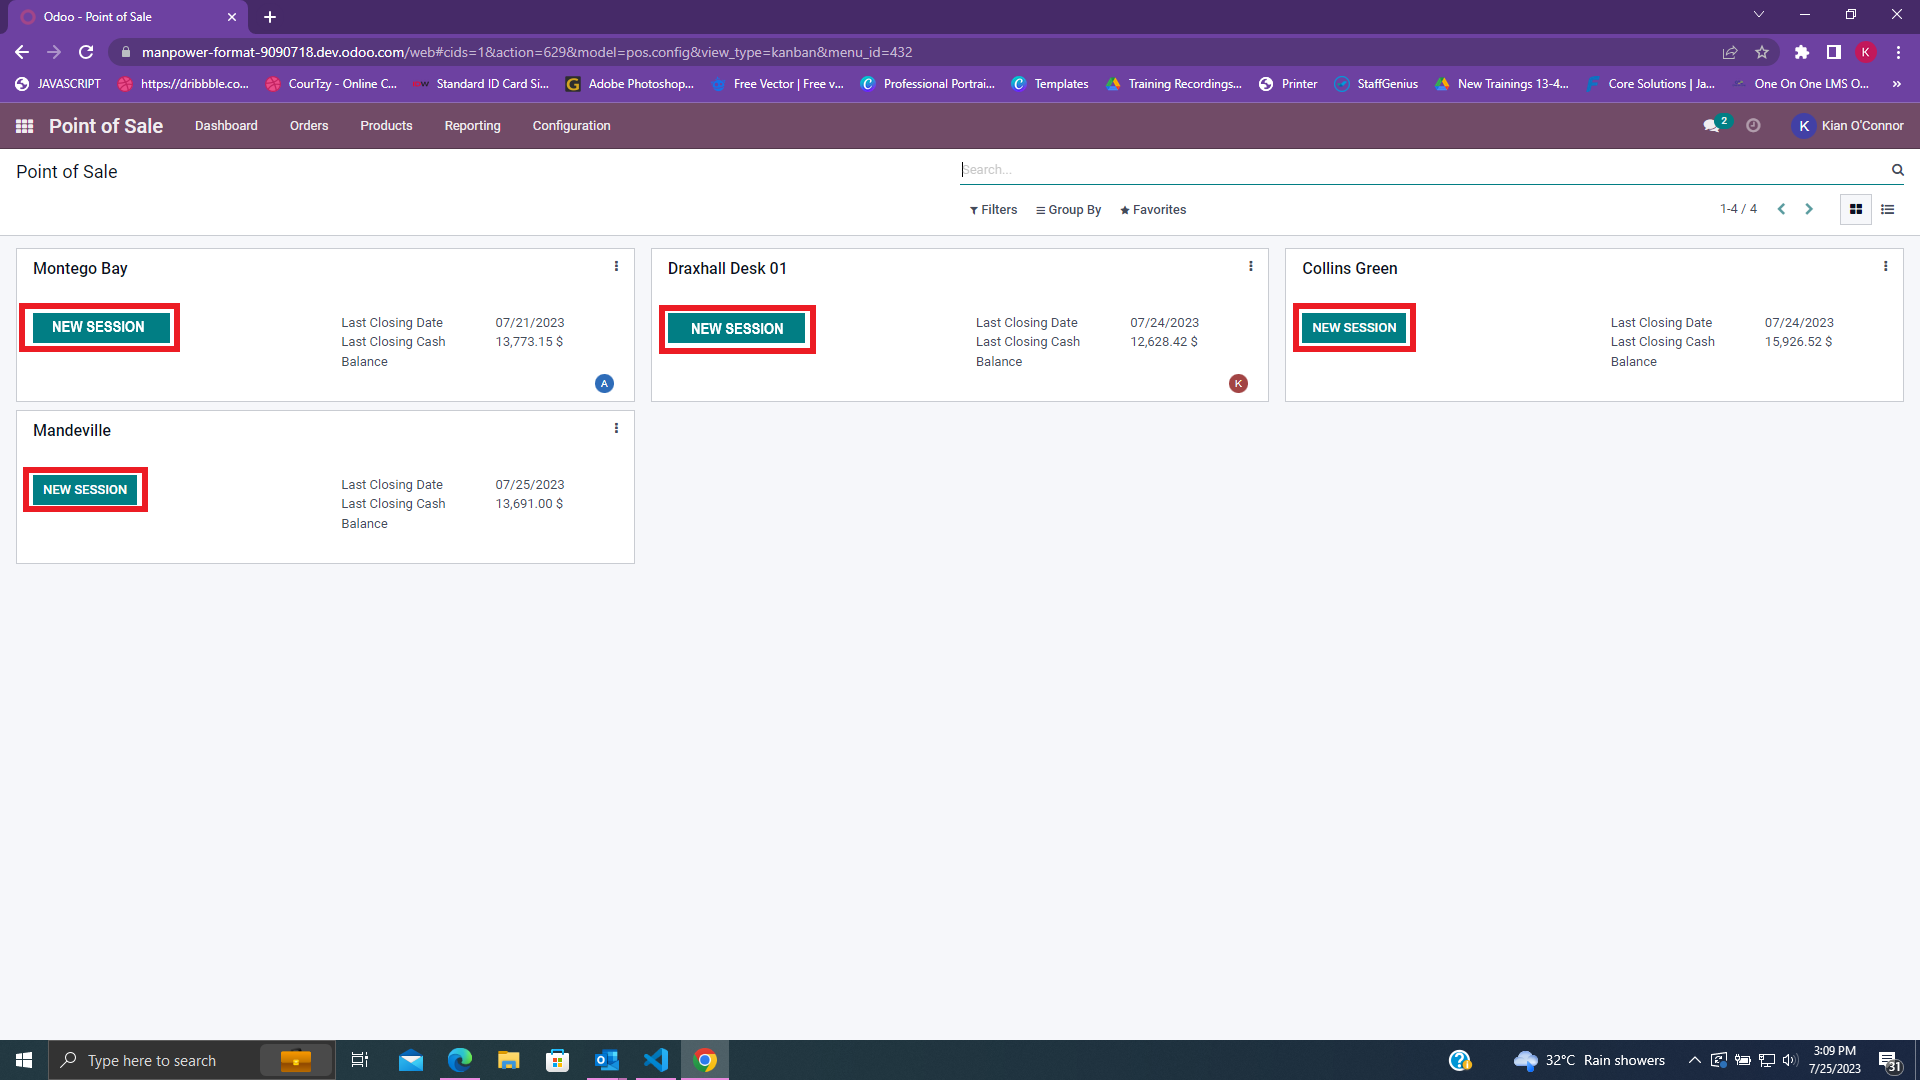 Odoo - Point of Sale
manpower-format-9090718.dev.odoo.com/web#cids=1&action=629&model=pos.config&view_type=kanban&menu_id=432
K
JAVASCRIPT https://dribbble.co... CourTzy - Online C... Standard ID Card Si... G Adobe Photoshop... Free Vector | Free v... Professional Portrai... Templates Training Recordings... Printer StaffGenius New Trainings 13-4... Core Solutions | Ja... One On One LMS O... »
Point of Sale Dashboard Orders Products Reporting Configuration 2 K Kian O'Connor
Point of Sale
Search...
Filters Group By Favorites 1-4 / 4
Montego Bay
NEW SESSION
Last Closing Date 07/21/2023
Last Closing Cash 13,773.15 $
Balance
A
Draxhall Desk 01
NEW SESSION
Last Closing Date 07/24/2023
Last Closing Cash 12,628.42 $
Balance
K
Collins Green
NEW SESSION
Last Closing Date 07/24/2023
Last Closing Cash 15,926.52 $
Balance
Mandeville
NEW SESSION
Last Closing Date 07/25/2023
Last Closing Cash 13,691.00 $
Balance
Type here to search
32°C Rain showers
3:09 PM
7/25/2023
31